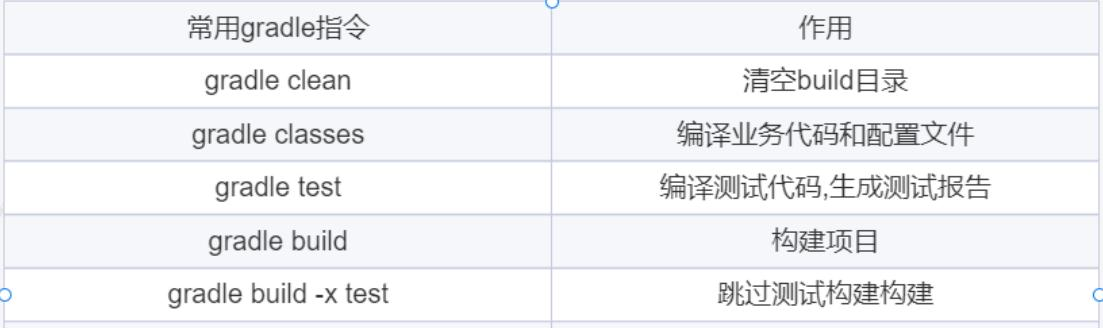 常用gradle指令 作用
gradle clean 清空build目录
gradle classes 编译业务代码和配置文件
gradle test 编译测试代码,生成测试报告
gradle build 构建项目
gradle build -x test 跳过测试构建构建